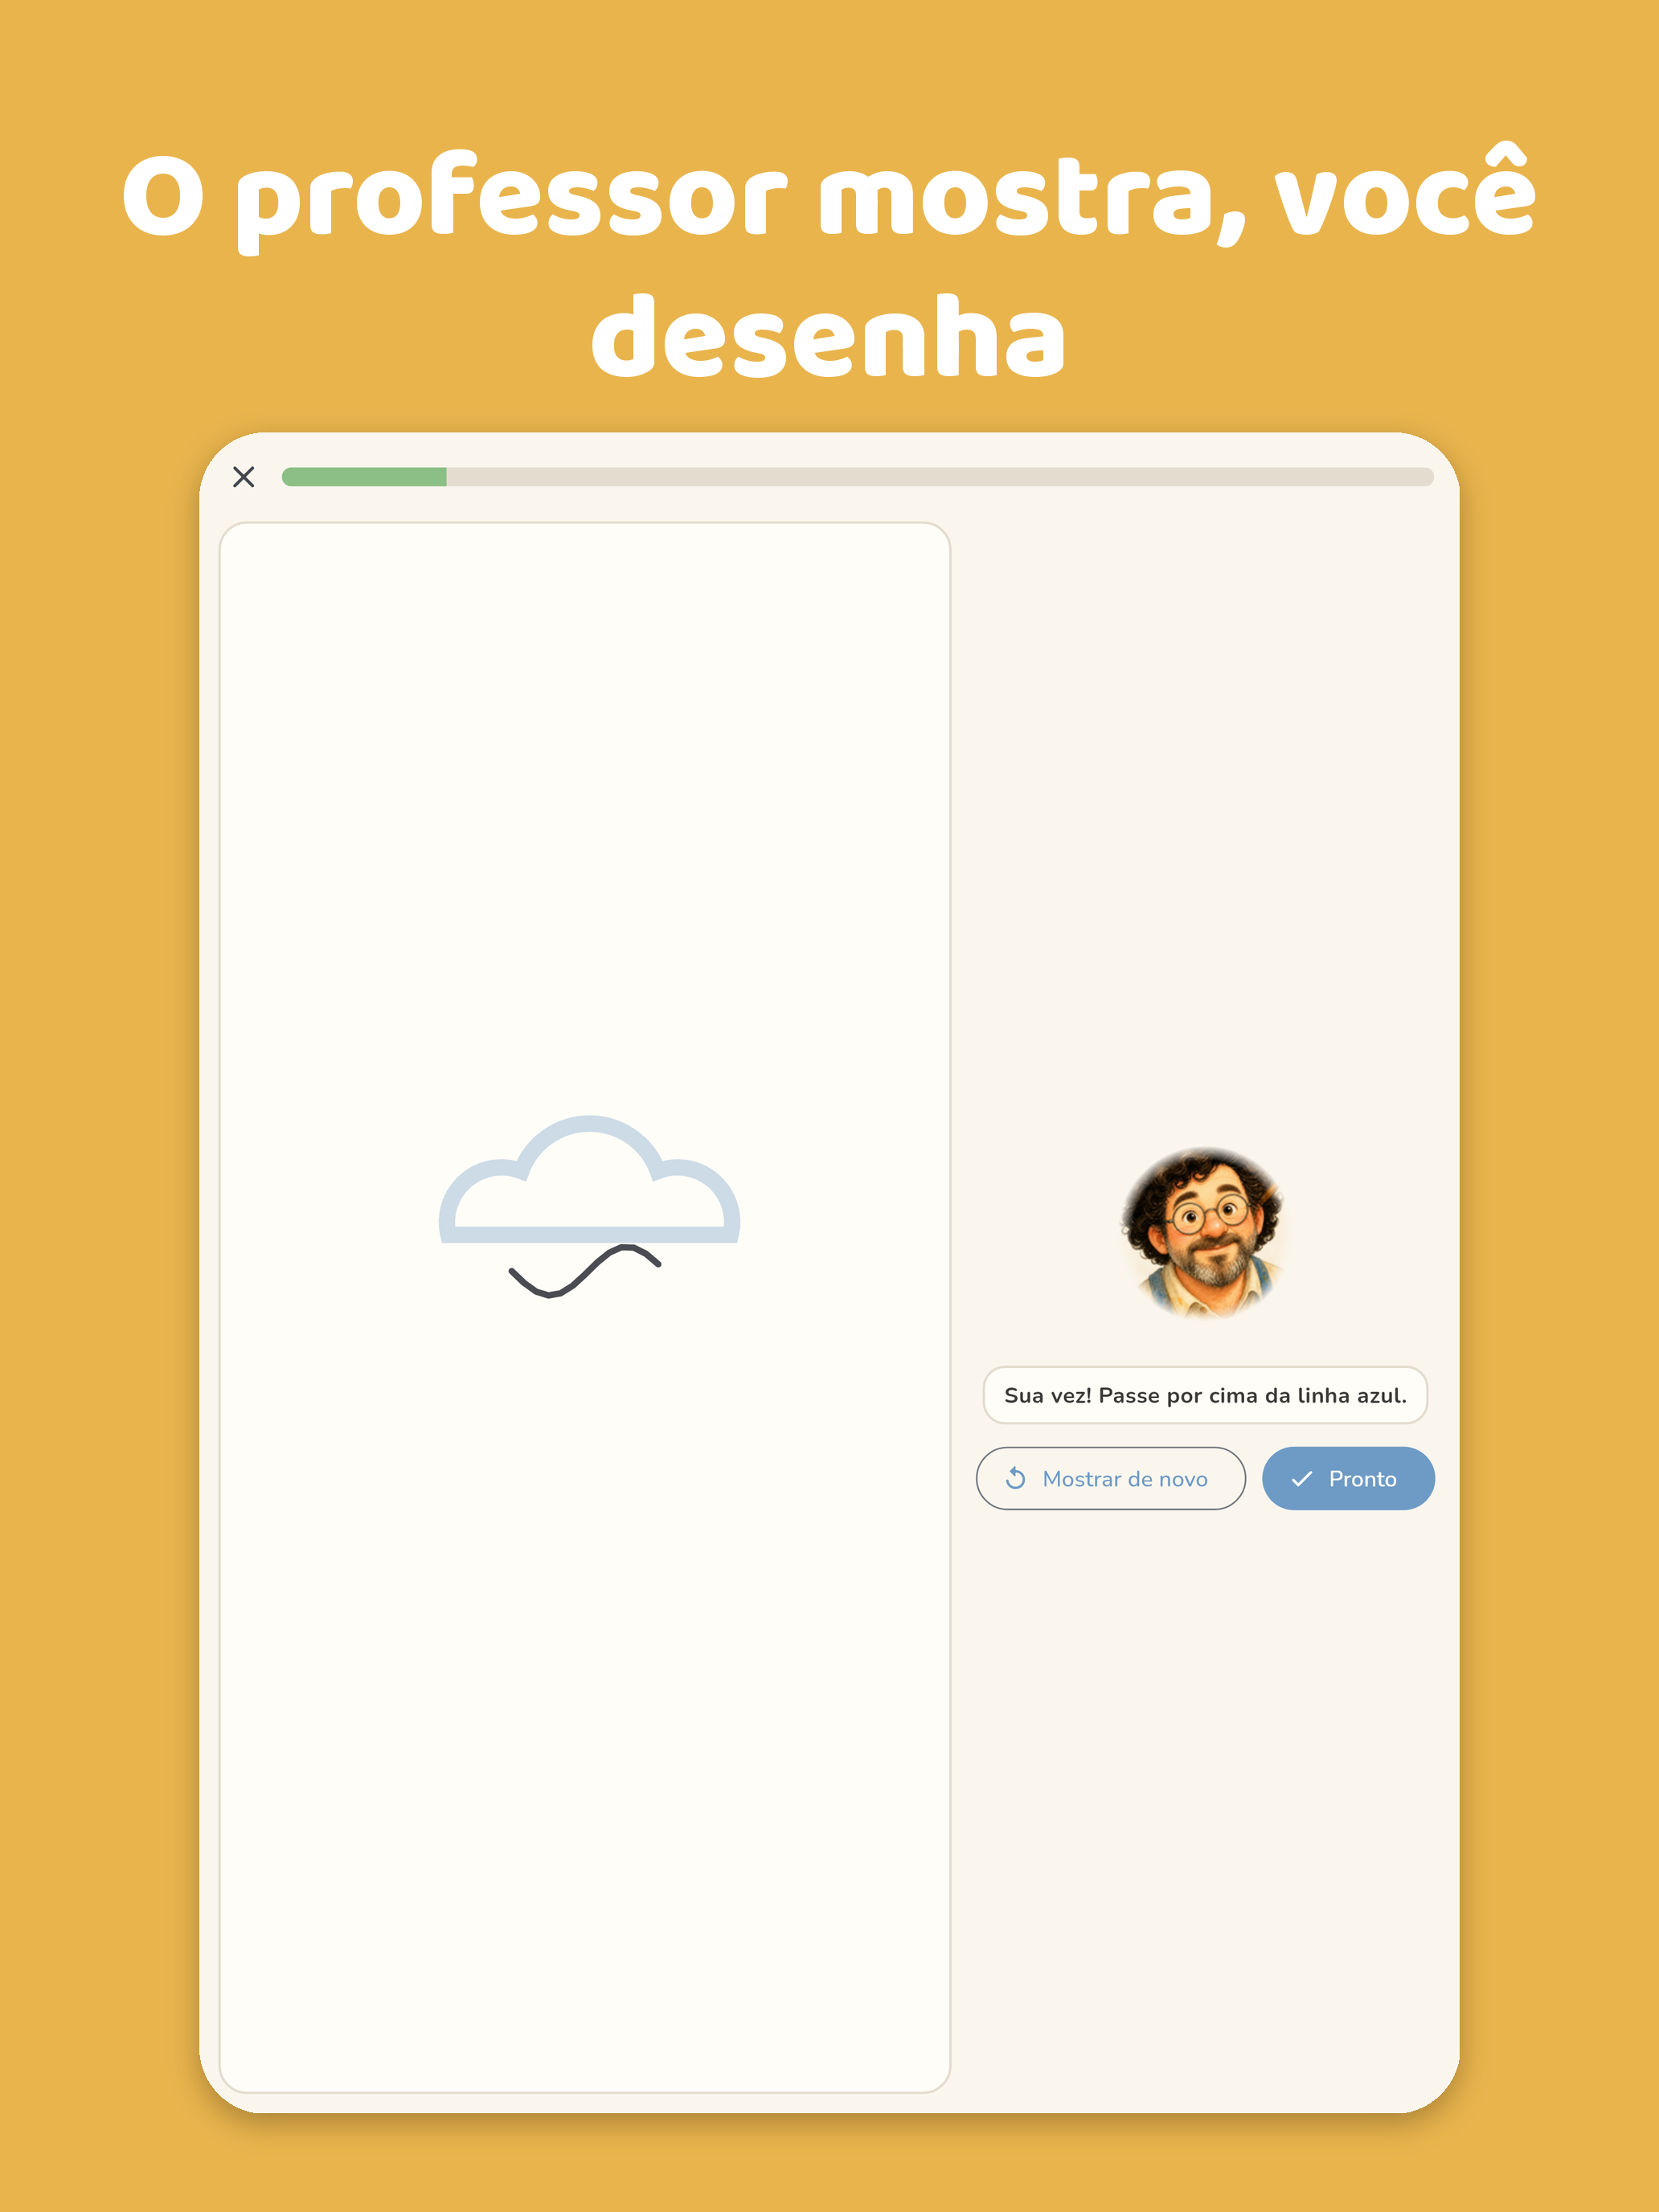 O professor mostra, você
desenha
Sua vez! Passe por cima da linha azul.
Mostrar de novo
Pronto